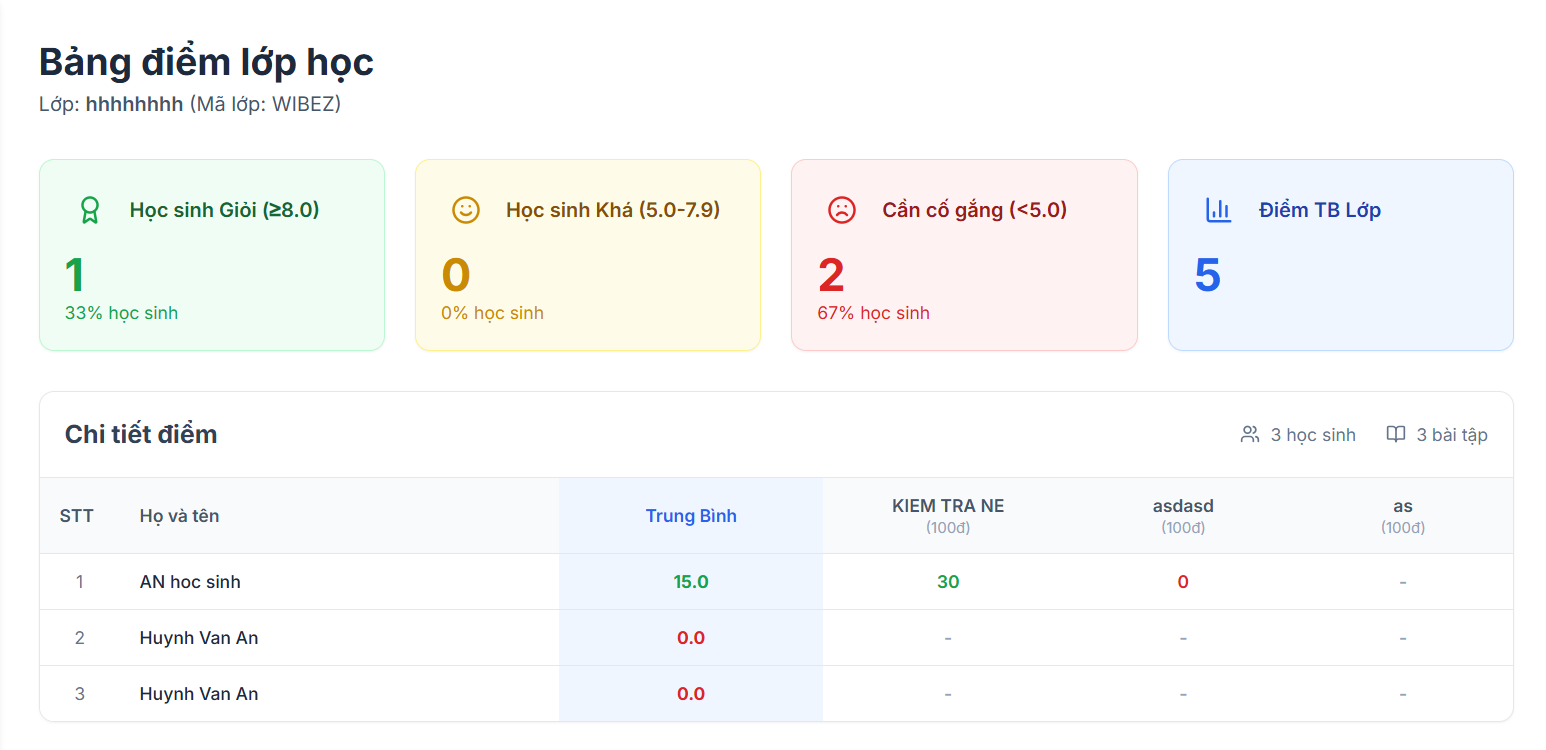 Bảng điểm lớp học
Lớp: hhhhhhhh (Mã lớp: WIBEZ)
Học sinh Giỏi (≥8.0)
1
33% học sinh
Học sinh Khá (5.0-7.9)
0
0% học sinh
Cần cố gắng (<5.0)
2
67% học sinh
Điểm TB Lớp
5
Chi tiết điểm
3 học sinh 3 bài tập
STT Họ và tên Trung Bình KIEM TRA NE (100đ) asdasd (100đ) as (100đ)
1 AN hoc sinh 15.0 30 0 -
2 Huynh Van An 0.0 - - -
3 Huynh Van An 0.0 - - -